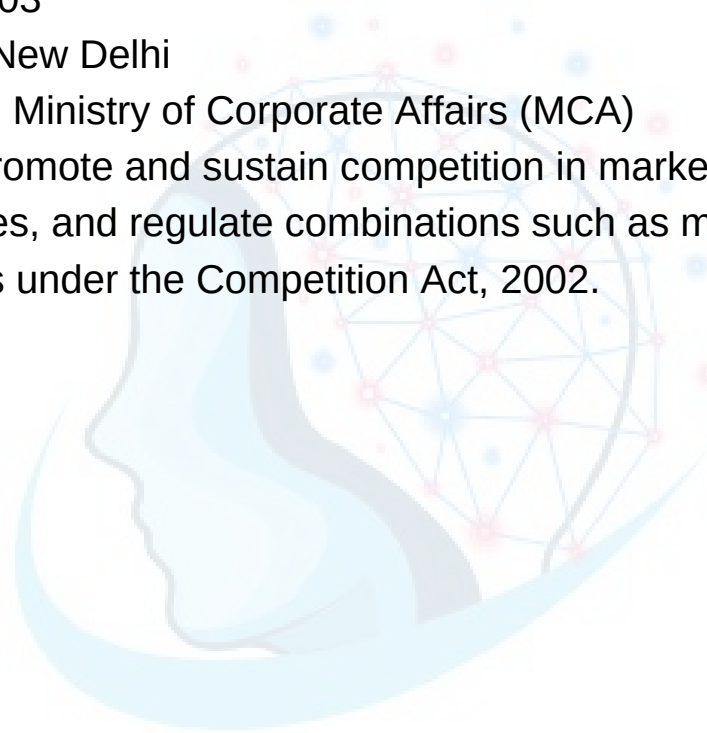 03
New Delhi
Ministry of Corporate Affairs (MCA)
romote and sustain competition in marke
es, and regulate combinations such as m
s under the Competition Act, 2002.